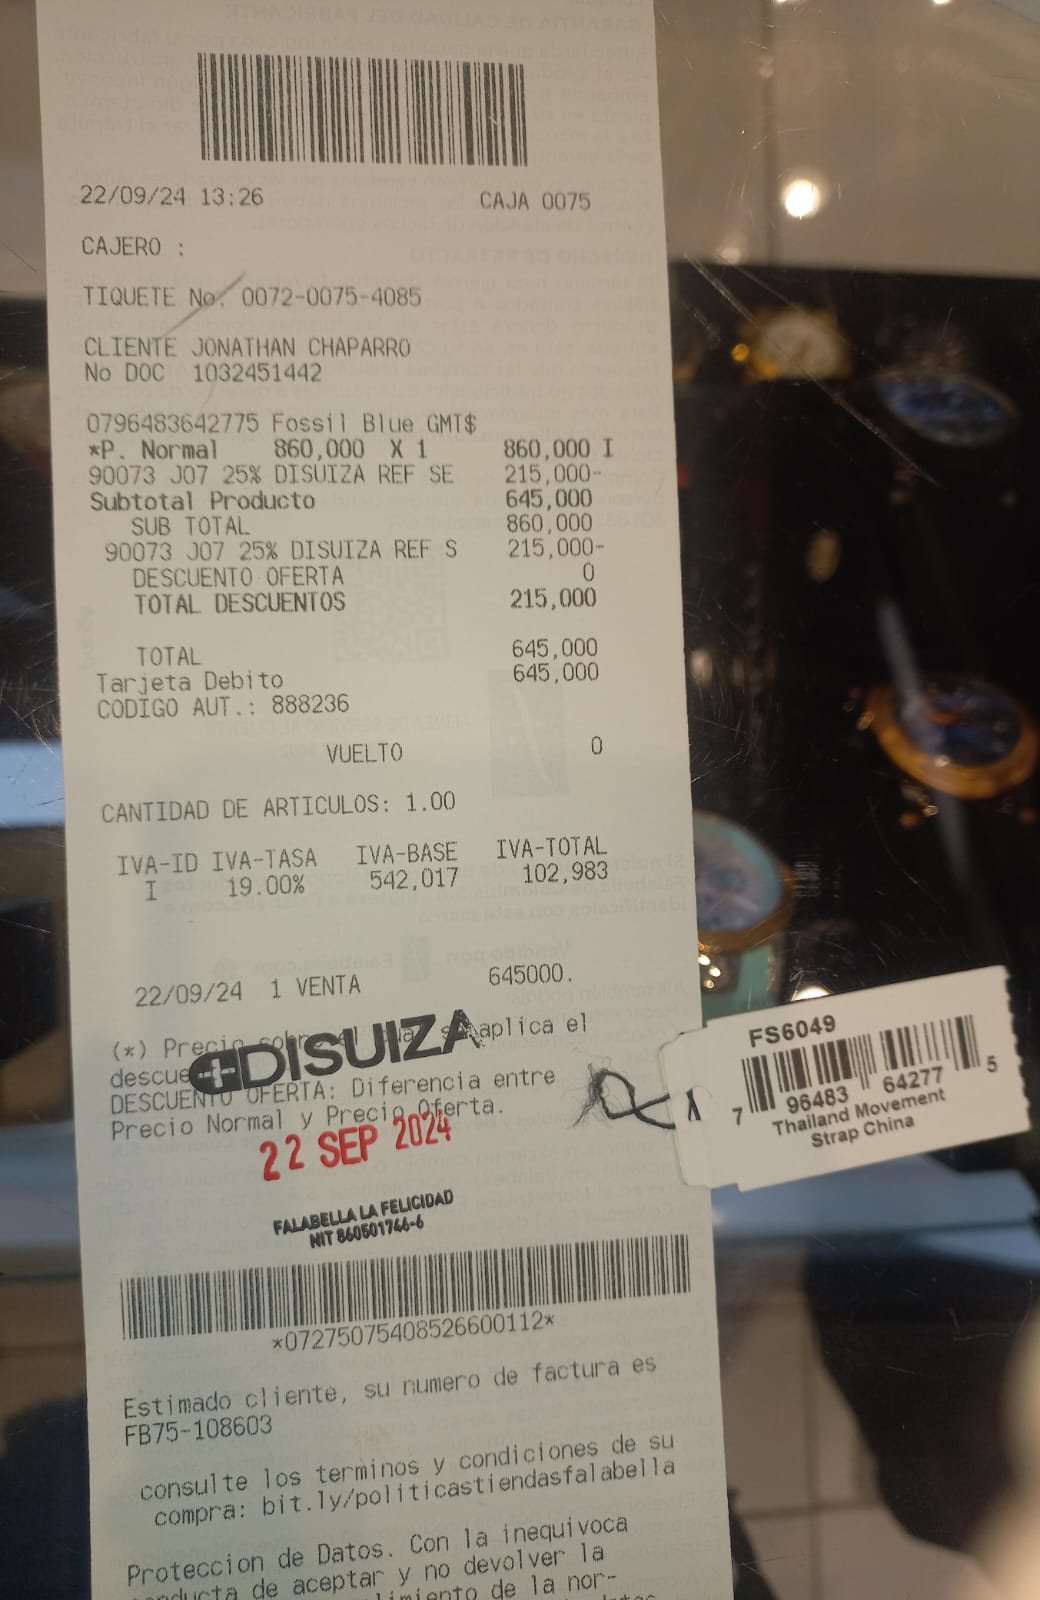 22/09/24 13:26 CAJA 0075
CAJERO :
TIQUETE No. 0072-0075-4085
CLIENTE JONATHAN CHAPARRO
No DOC 1032451442
0796483642775 Fossil Blue GMT$
*P. Normal 860,000 X 1 860,000 I
90073 J07 25% DISUIZA REF SE 215,000-
Subtotal Producto 645,000
SUB TOTAL 860,000
90073 J07 25% DISUIZA REF S 215,000-
DESCUENTO OFERTA 0
TOTAL DESCUENTOS 215,000
TOTAL 645,000
Tarjeta Debito 645,000
CODIGO AUT.: 888236
VUELTO 0
CANTIDAD DE ARTICULOS: 1.00
IVA-ID IVA-TASA IVA-BASE IVA-TOTAL
I 19.00% 542,017 102,983
22/09/24 1 VENTA 645000.
(*) Precio sobre el aplica el
DISUIZA
DESCUENTO OFERTA: Diferencia entre
Precio Normal y Precio Oferta.
22 SEP 2024
FALABELLA LA FELICIDAD
NIT 860501746-6
*07275075408526600112*
Estimado cliente, su numero de factura es
FB75-108603
consulte los terminos y condiciones de su
compra: bit.ly/politicastiendasfalabella
Proteccion de Datos. Con la inequivoca
de aceptar y no devolver la
de la nor-
FS6049
7 96483 64277 5
Thailand Movement
Strap China